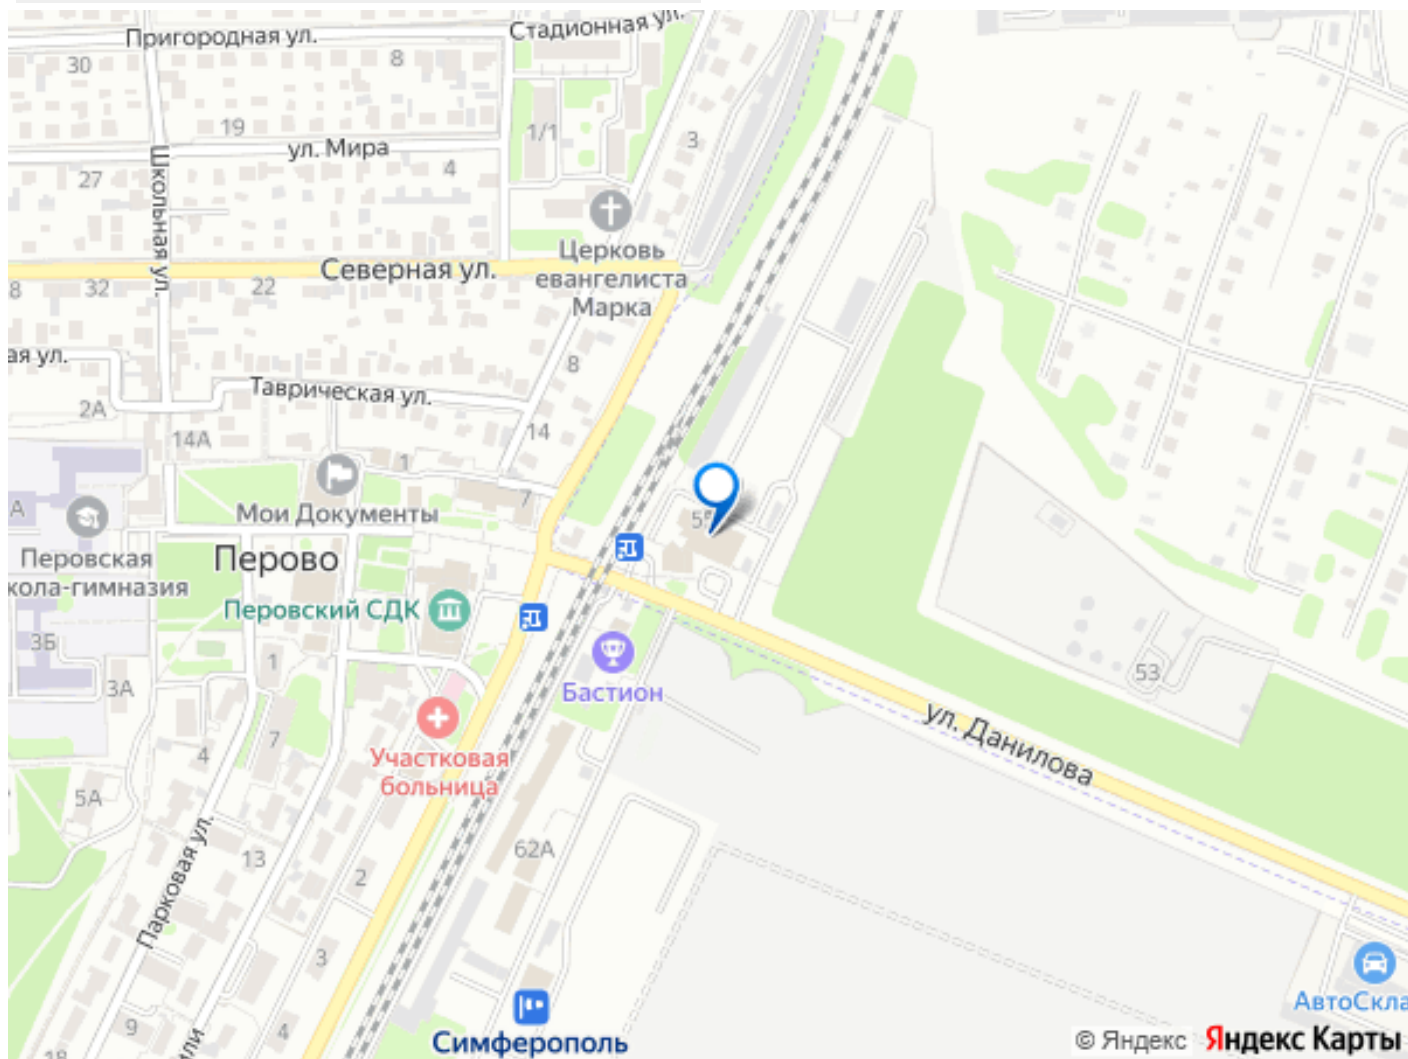 Пригородная ул.
Стадионная ул.
30
8
19
1/1
ул. Мира
3
4
27
Школьная ул.
Церковь
евангелиста
Марка
Северная ул.
8
32
22
ая ул.
8
Таврическая ул.
2А
14
14А
1
7
А
Мои Документы
55
Перовская
кола-гимназия
Перово
Перовский СДК
3Б
1
53
3А
Бастион
ул. Данилова
4
7
Участковая
больница
5А
Парковая ул.
13
62А
2
3
9
4
18
или
Симферополь
АвтоСкла
© Яндекс Яндекс Карты